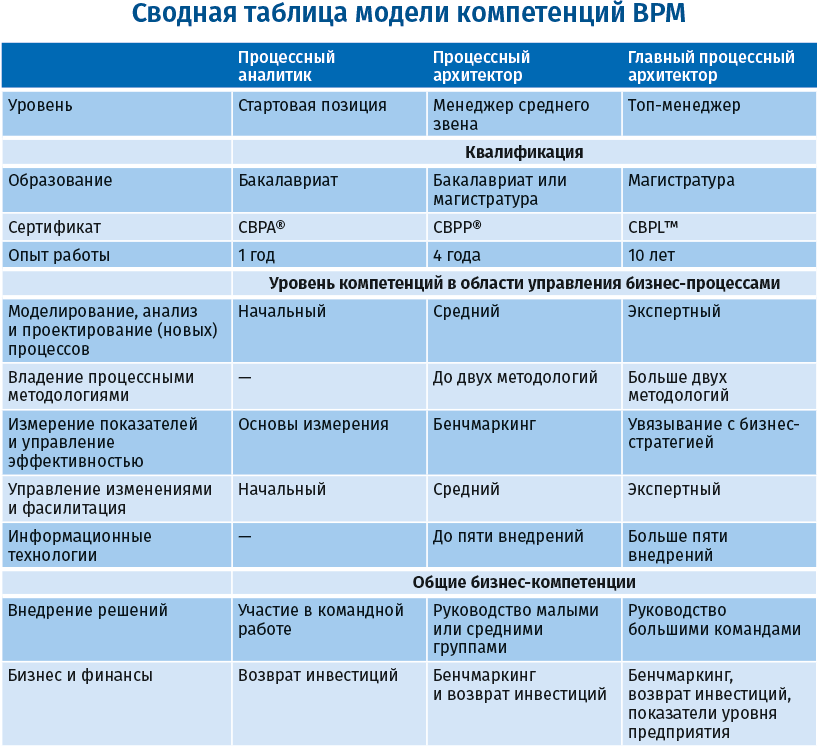 Сводная таблица модели компетенций BPM
Процессный
аналитик
Процессный
архитектор
Главный процессный
архитектор
Уровень
Стартовая позиция
Менеджер среднего
звена
Топ-менеджер
Квалификация
Образование
Бакалавриат
Бакалавриат или
магистратура
Магистратура
Сертификат
CBPA®
CBPP®
CBPL™
Опыт работы
1 год
4 года
10 лет
Уровень компетенций в области управления бизнес-процессами
Моделирование, анализ
и проектирование (новых)
процессов
Начальный
Средний
Экспертный
Владение процессными
методологиями
—
До двух методологий
Больше двух
методологий
Измерение показателей
и управление
эффективностью
Основы измерения
Бенчмаркинг
Увязывание с бизнес-
стратегией
Управление изменениями
и фасилитация
Начальный
Средний
Экспертный
Информационные
технологии
—
До пяти внедрений
Больше пяти
внедрений
Общие бизнес-компетенции
Внедрение решений
Участие в командной
работе
Руководство малыми
или средними
группами
Руководство
большими командами
Бизнес и финансы
Возврат инвестиций
Бенчмаркинг
и возврат инвестиций
Бенчмаркинг,
возврат инвестиций,
показатели уровня
предприятия